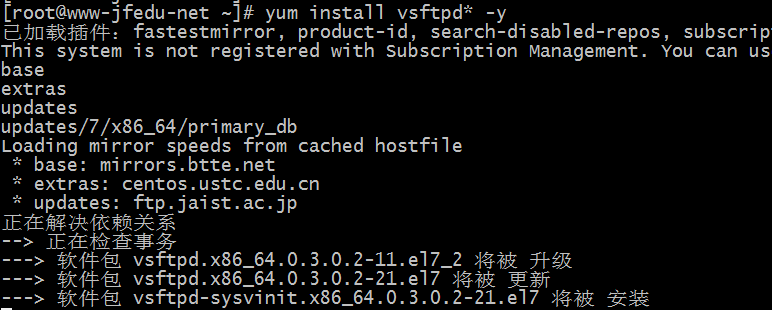 [root@www-jfedu-net ~]# yum install vsftpd* -y
已加载插件：fastestmirror, product-id, search-disabled-repos,
This system is not registered with Subscription Management. You can
base
extras
updates
updates/7/x86_64/primary_db
Loading mirror speeds from cached hostfile
* base: mirrors.btte.net
* extras: centos.ustc.edu.cn
* updates: ftp.jaist.ac.jp
正在解决依赖关系
--> 正在检查事务
---> 软件包 vsftpd.x86_64.0.3.0.2-11.el7_2 将被 升级
---> 软件包 vsftpd.x86_64.0.3.0.2-21.el7 将被 更新
---> 软件包 vsftpd-sysvinit.x86_64.0.3.0.2-21.el7 将被 安装